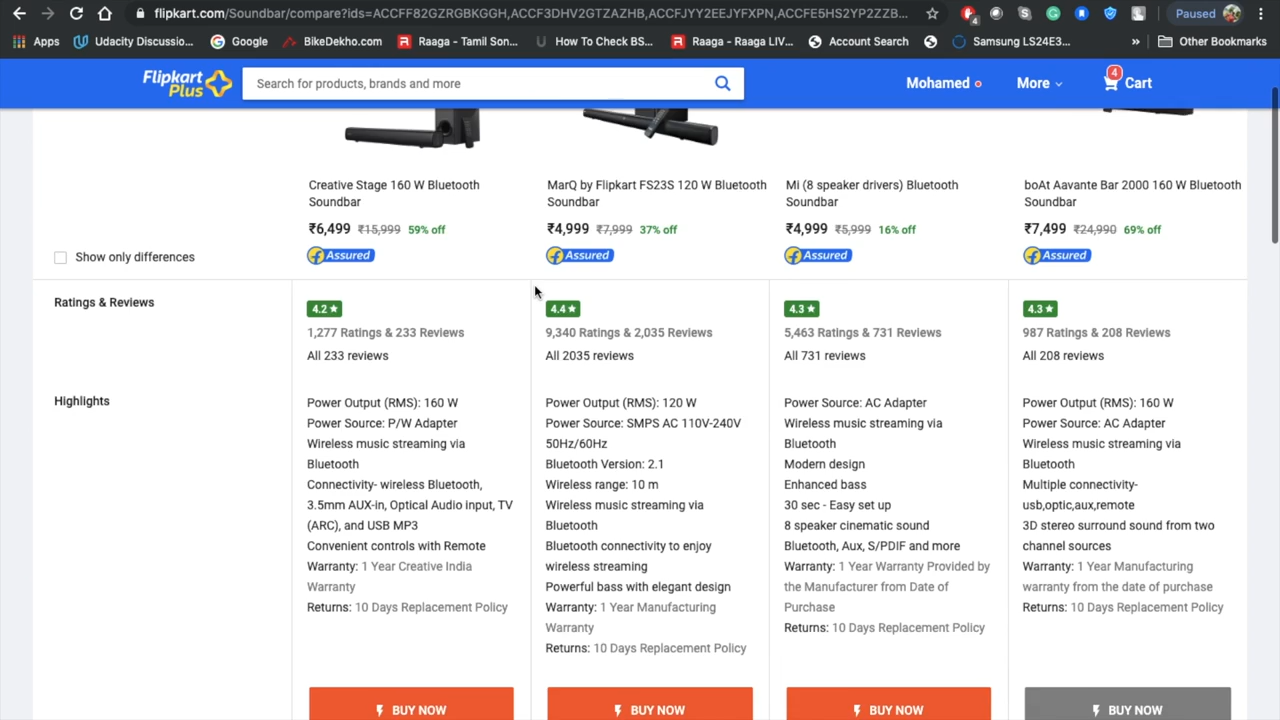 flipkart.com/Soundbar/compare?ids=ACCFF82GZRGBKGGH,ACCF3DHV2GTZAZHB,ACCFJYY2EEJYFXPN,ACCFE5HS2YP2ZZB...
4
Paused
Apps
Udacity Discussio...
Google
BikeDekho.com
Raaga - Tamil Son...
How To Check BS...
Raaga - Raaga LIV...
Account Search
Samsung LS24E3...
»
Other Bookmarks
Flipkart
Plus
Search for products, brands and more
Mohamed
More
4
Cart
Creative Stage 160 W Bluetooth
Soundbar
₹6,499 ₹15,999 59% off
Assured
MarQ by Flipkart FS23S 120 W Bluetooth
Soundbar
₹4,999 ₹7,999 37% off
Assured
Mi (8 speaker drivers) Bluetooth
Soundbar
₹4,999 ₹5,999 16% off
Assured
boAt Aavante Bar 2000 160 W Bluetooth
Soundbar
₹7,499 ₹24,990 69% off
Assured
Show only differences
Ratings & Reviews
4.2★
1,277 Ratings & 233 Reviews
All 233 reviews
4.4★
9,340 Ratings & 2,035 Reviews
All 2035 reviews
4.3★
5,463 Ratings & 731 Reviews
All 731 reviews
4.3★
987 Ratings & 208 Reviews
All 208 reviews
Highlights
Power Output (RMS): 160 W
Power Source: P/W Adapter
Wireless music streaming via
Bluetooth
Connectivity- wireless Bluetooth,
3.5mm AUX-in, Optical Audio input, TV
(ARC), and USB MP3
Convenient controls with Remote
Warranty: 1 Year Creative India
Warranty
Returns: 10 Days Replacement Policy
Power Output (RMS): 120 W
Power Source: SMPS AC 110V-240V
50Hz/60Hz
Bluetooth Version: 2.1
Wireless range: 10 m
Wireless music streaming via
Bluetooth
Bluetooth connectivity to enjoy
wireless streaming
Powerful bass with elegant design
Warranty: 1 Year Manufacturing
Warranty
Returns: 10 Days Replacement Policy
Power Source: AC Adapter
Wireless music streaming via
Bluetooth
Modern design
Enhanced bass
30 sec - Easy set up
8 speaker cinematic sound
Bluetooth, Aux, S/PDIF and more
Warranty: 1 Year Warranty Provided by
the Manufacturer from Date of
Purchase
Returns: 10 Days Replacement Policy
Power Output (RMS): 160 W
Power Source: AC Adapter
Wireless music streaming via
Bluetooth
Multiple connectivity-
usb,optic,aux,remote
3D stereo surround sound from two
channel sources
Warranty: 1 Year Manufacturing
warranty from the date of purchase
Returns: 10 Days Replacement Policy
BUY NOW
BUY NOW
BUY NOW
BUY NOW